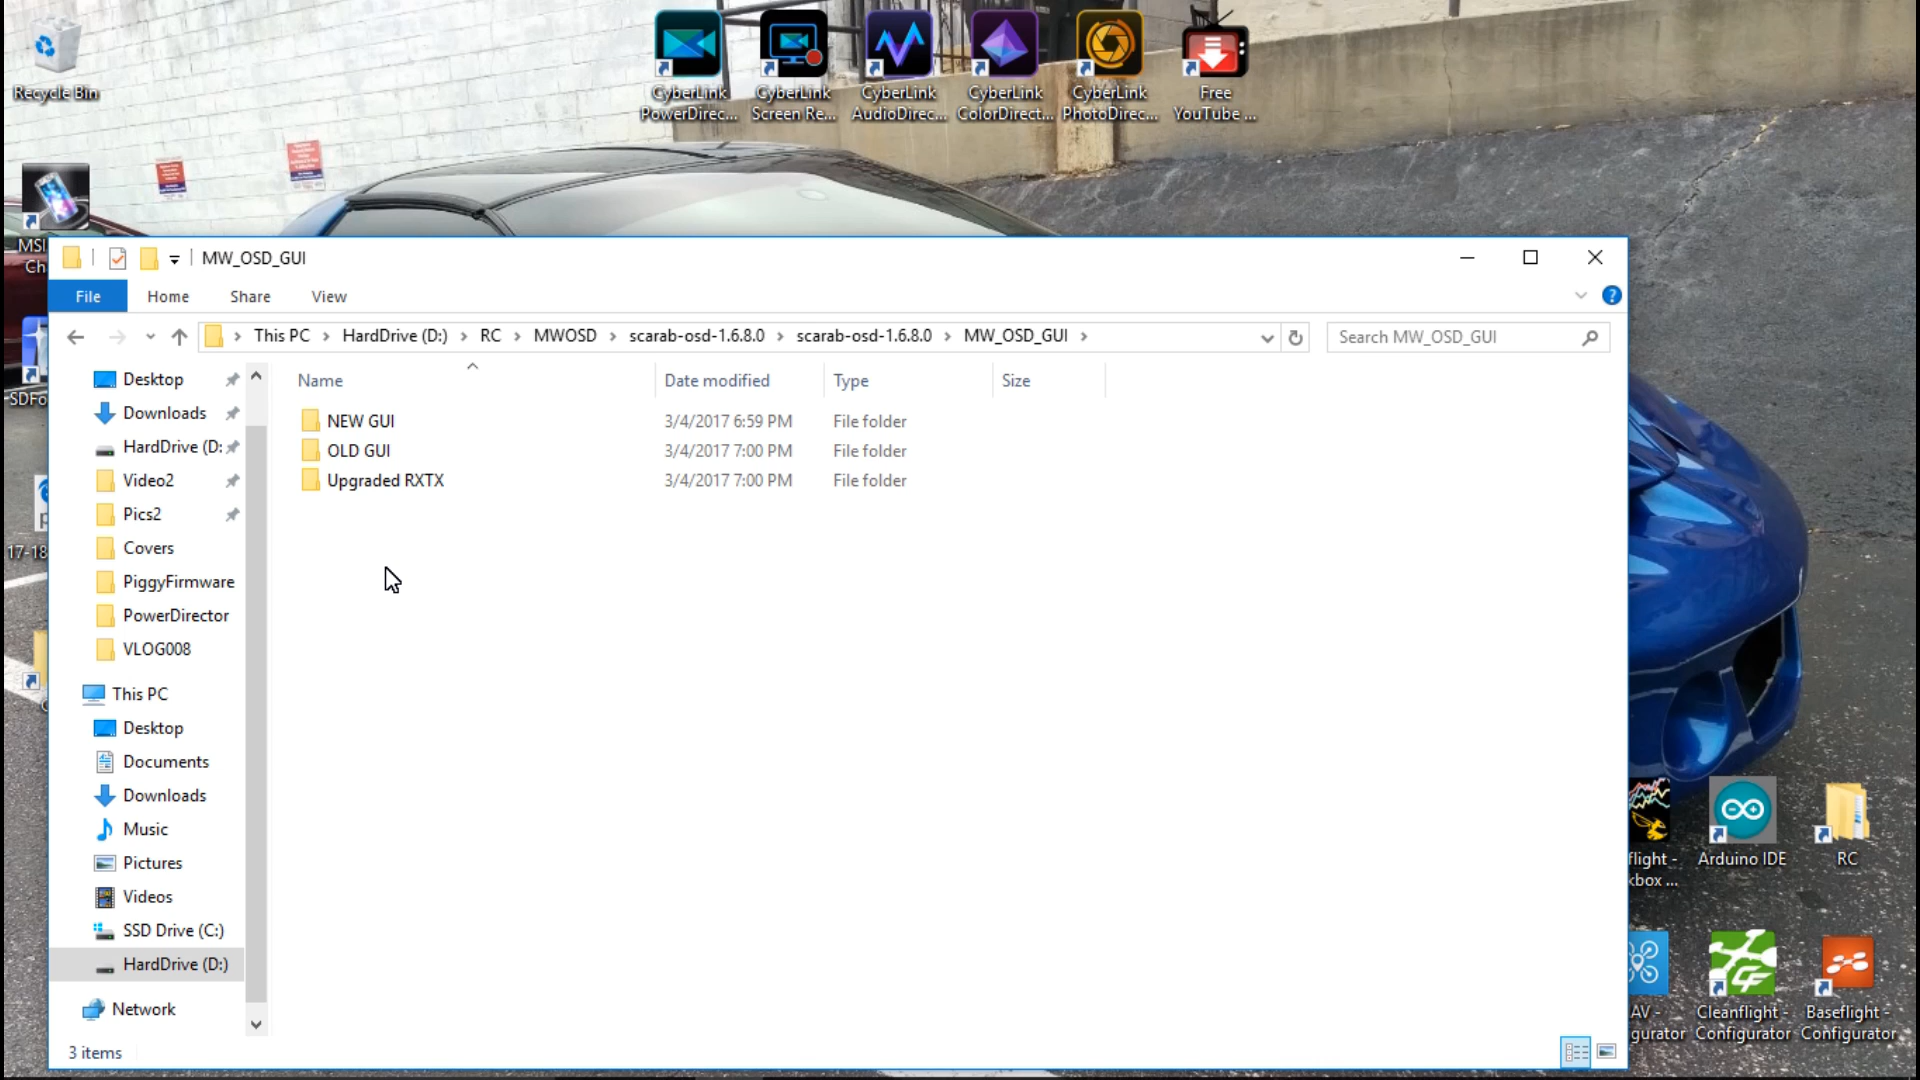 Recycle Bin
CyberLink
PowerDirec...
CyberLink
Screen Re...
CyberLink
AudioDirec...
CyberLink
ColorDirect...
CyberLink
PhotoDirec...
Free
YouTube ...
MSI
Ch
SDFo
17-18
MW_OSD_GUI
File
Home
Share
View
This PC
HardDrive (D:)
RC
MWOSD
scarab-osd-1.6.8.0
scarab-osd-1.6.8.0
MW_OSD_GUI
Search MW_OSD_GUI
Name
Date modified
Type
Size
NEW GUI 3/4/2017 6:59 PM File folder
OLD GUI 3/4/2017 7:00 PM File folder
Upgraded RXTX 3/4/2017 7:00 PM File folder
Desktop
Downloads
HardDrive (D:
Video2
Pics2
Covers
PiggyFirmware
PowerDirector
VLOG008
This PC
Desktop
Documents
Downloads
Music
Pictures
Videos
SSD Drive (C:)
HardDrive (D:)
Network
3 items
flight -
kbox ...
Arduino IDE
RC
AV -
gurator
CF
Cleanflight -
Configurator
Baseflight -
Configurator